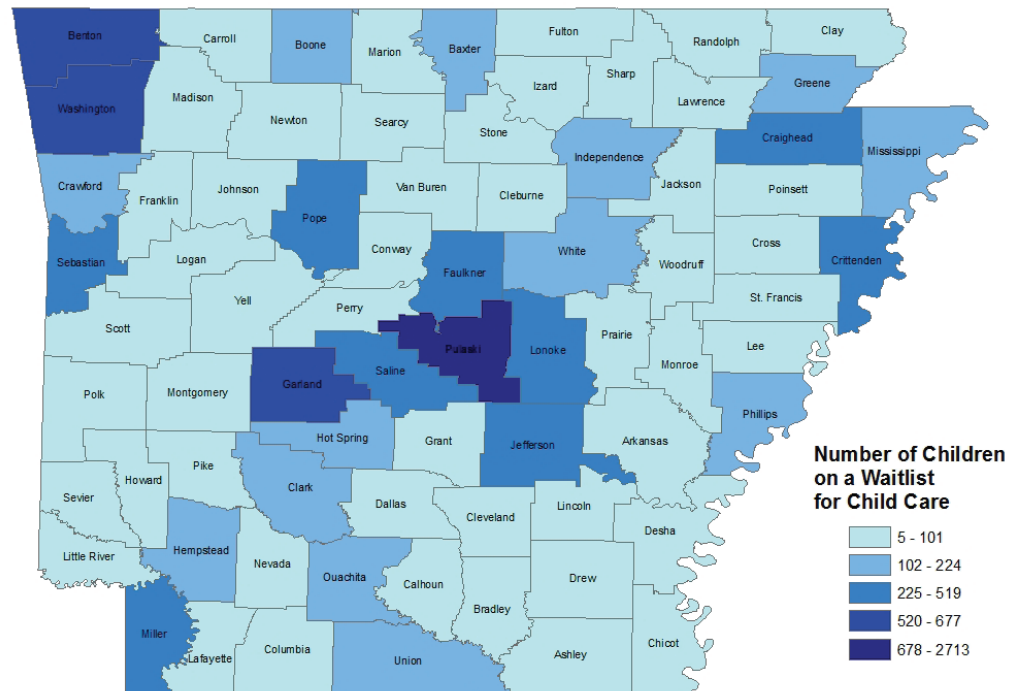 Benton
Carroll
Boone
Marion
Baxter
Fulton
Randolph
Clay
Washington
Madison
Newton
Searcy
Stone
Izard
Sharp
Lawrence
Greene
Craighead
Mississippi
Crawford
Franklin
Johnson
Pope
Van Buren
Cleburne
Independence
Jackson
Poinsett
Sebastian
Logan
Yell
Conway
Faulkner
White
Woodruff
Cross
Crittenden
St. Francis
Scott
Perry
Pulaski
Lonoke
Prairie
Monroe
Lee
Polk
Montgomery
Garland
Saline
Hot Spring
Grant
Jefferson
Arkansas
Phillips
Sevier
Howard
Pike
Clark
Dallas
Cleveland
Lincoln
Desha
Little River
Hempstead
Nevada
Ouachita
Calhoun
Bradley
Drew
Miller
Lafayette
Columbia
Union
Ashley
Chicot
Number of Children
on a Waitlist
for Child Care
5 - 101
102 - 224
225 - 519
520 - 677
678 - 2713